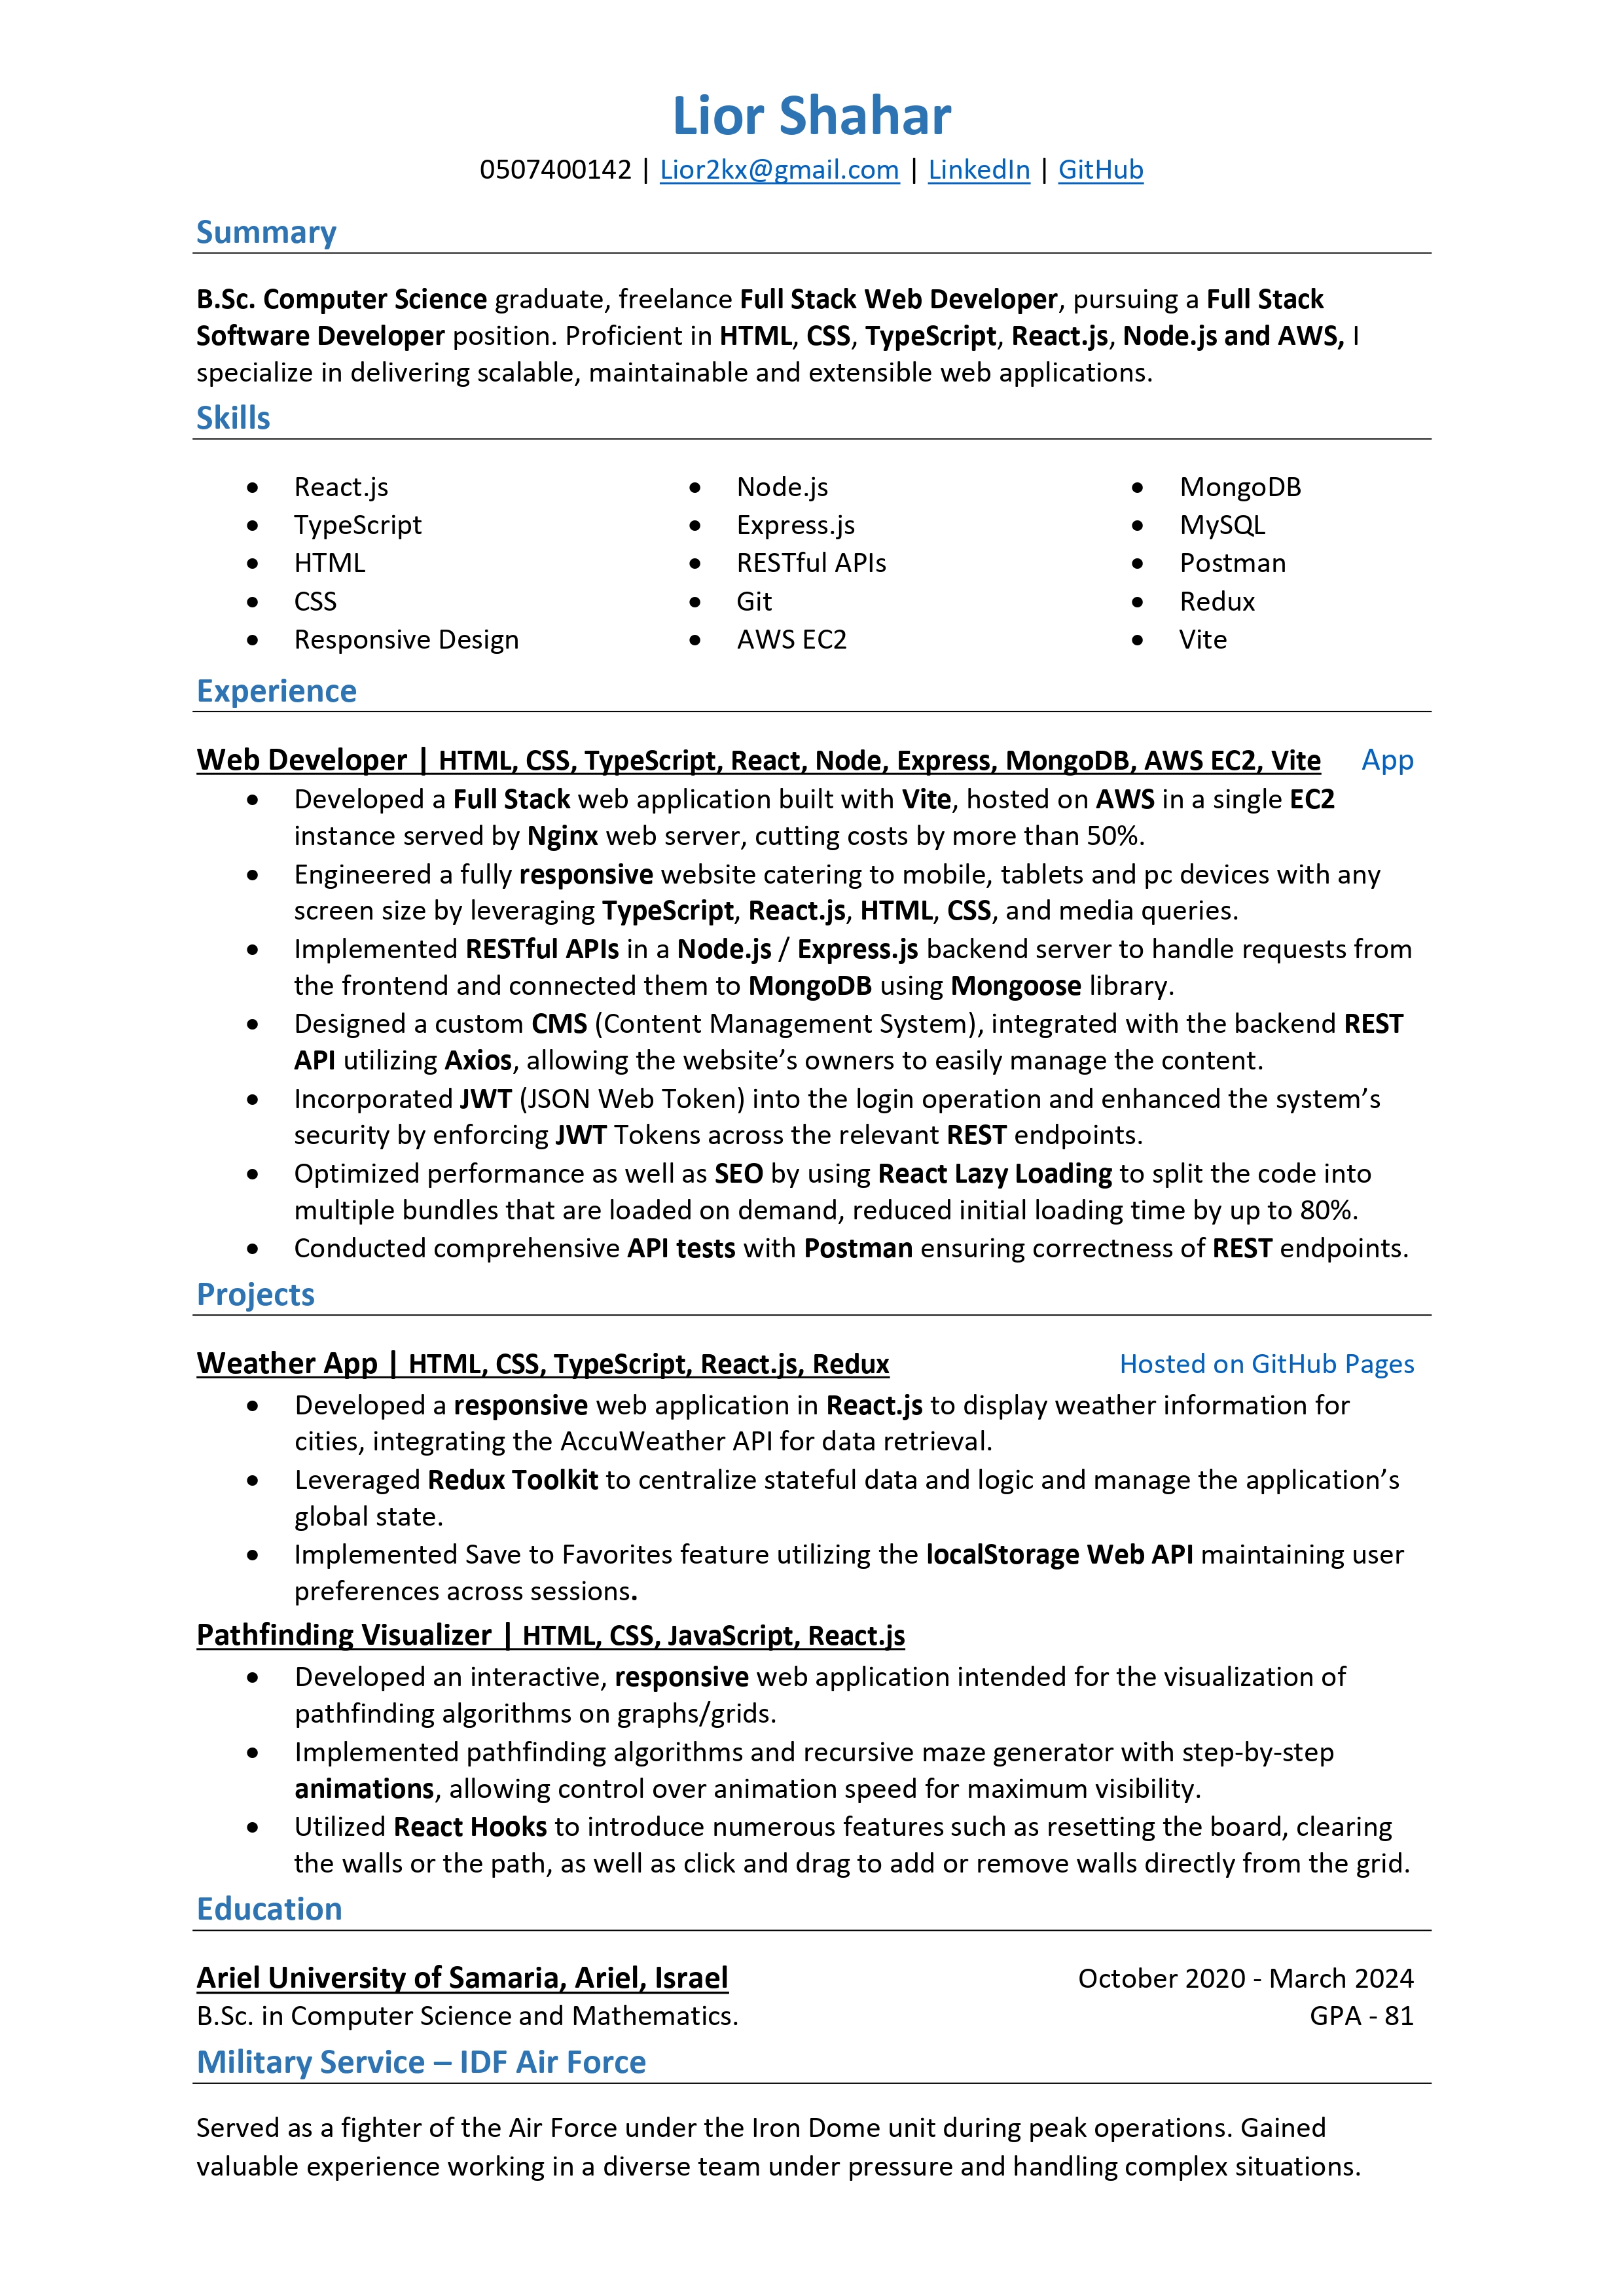 Lior Shahar
0507400142 | Lior2kx@gmail.com | LinkedIn | GitHub
Summary
B.Sc. Computer Science graduate, freelance Full Stack Web Developer, pursuing a Full Stack
Software Developer position. Proficient in HTML, CSS, TypeScript, React.js, Node.js and AWS, I
specialize in delivering scalable, maintainable and extensible web applications.
Skills
• React.js
• TypeScript
• HTML
• CSS
• Responsive Design
• Node.js
• Express.js
• RESTful APIs
• Git
• AWS EC2
• MongoDB
• MySQL
• Postman
• Redux
• Vite
Experience
Web Developer | HTML, CSS, TypeScript, React, Node, Express, MongoDB, AWS EC2, Vite App
• Developed a Full Stack web application built with Vite, hosted on AWS in a single EC2
instance served by Nginx web server, cutting costs by more than 50%.
• Engineered a fully responsive website catering to mobile, tablets and pc devices with any
screen size by leveraging TypeScript, React.js, HTML, CSS, and media queries.
• Implemented RESTful APIs in a Node.js / Express.js backend server to handle requests from
the frontend and connected them to MongoDB using Mongoose library.
• Designed a custom CMS (Content Management System), integrated with the backend REST
API utilizing Axios, allowing the website’s owners to easily manage the content.
• Incorporated JWT (JSON Web Token) into the login operation and enhanced the system’s
security by enforcing JWT Tokens across the relevant REST endpoints.
• Optimized performance as well as SEO by using React Lazy Loading to split the code into
multiple bundles that are loaded on demand, reduced initial loading time by up to 80%.
• Conducted comprehensive API tests with Postman ensuring correctness of REST endpoints.
Projects
Weather App | HTML, CSS, TypeScript, React.js, Redux Hosted on GitHub Pages
• Developed a responsive web application in React.js to display weather information for
cities, integrating the AccuWeather API for data retrieval.
• Leveraged Redux Toolkit to centralize stateful data and logic and manage the application’s
global state.
• Implemented Save to Favorites feature utilizing the localStorage Web API maintaining user
preferences across sessions.
Pathfinding Visualizer | HTML, CSS, JavaScript, React.js
• Developed an interactive, responsive web application intended for the visualization of
pathfinding algorithms on graphs/grids.
• Implemented pathfinding algorithms and recursive maze generator with step-by-step
animations, allowing control over animation speed for maximum visibility.
• Utilized React Hooks to introduce numerous features such as resetting the board, clearing
the walls or the path, as well as click and drag to add or remove walls directly from the grid.
Education
Ariel University of Samaria, Ariel, Israel October 2020 - March 2024
B.Sc. in Computer Science and Mathematics. GPA - 81
Military Service – IDF Air Force
Served as a fighter of the Air Force under the Iron Dome unit during peak operations. Gained
valuable experience working in a diverse team under pressure and handling complex situations.